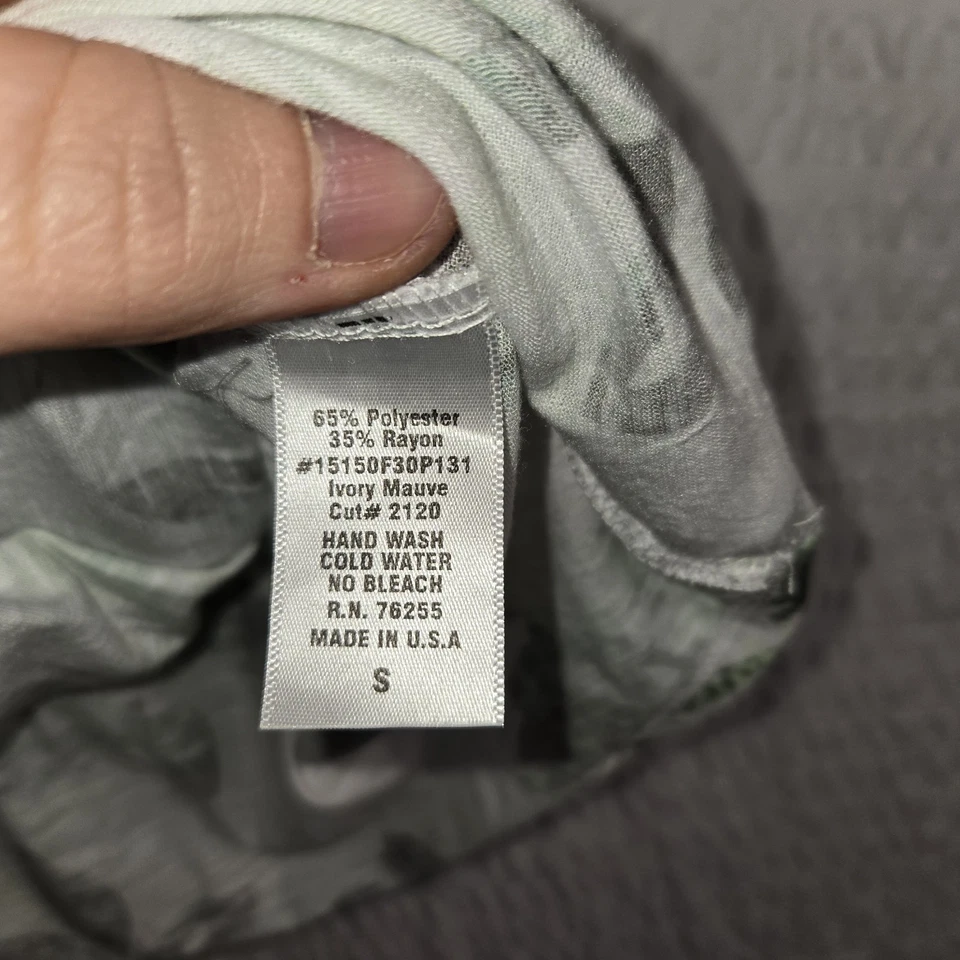 65% Polyester
35% Rayon
#15150F30P131
Ivory Mauve
Cut# 2120
HAND WASH
COLD WATER
NO BLEACH
R.N. 76255
MADE IN U.S.A
S